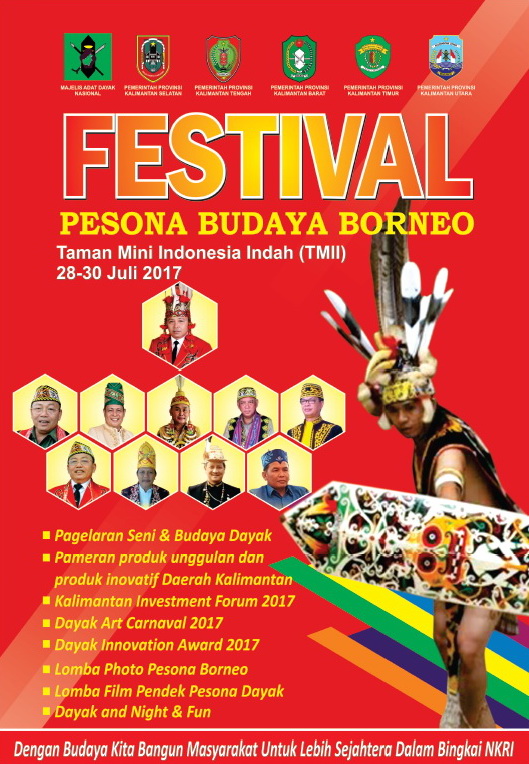 MAJELIS ADAT DAYAK
NASIONAL
PEMERINTAH PROVINSI
KALIMANTAN SELATAN
PEMERINTAH PROVINSI
KALIMANTAN TENGAH
PEMERINTAH PROVINSI
KALIMANTAN BARAT
PEMERINTAH PROVINSI
KALIMANTAN TIMUR
PEMERINTAH PROVINSI
KALIMANTAN UTARA
FESTIVAL
PESONA BUDAYA BORNEO
Taman Mini Indonesia Indah (TMII)
28-30 Juli 2017
Pagelaran Seni & Budaya Dayak
Pameran produk unggulan dan
produk inovatif Daerah Kalimantan
Kalimantan Investment Forum 2017
Dayak Art Carnaval 2017
Dayak Innovation Award 2017
Lomba Photo Pesona Borneo
Lomba Film Pendek Pesona Dayak
Dayak and Night & Fun
Dengan Budaya Kita Bangun Masyarakat Untuk Lebih Sejahtera Dalam Bingkai NKRI